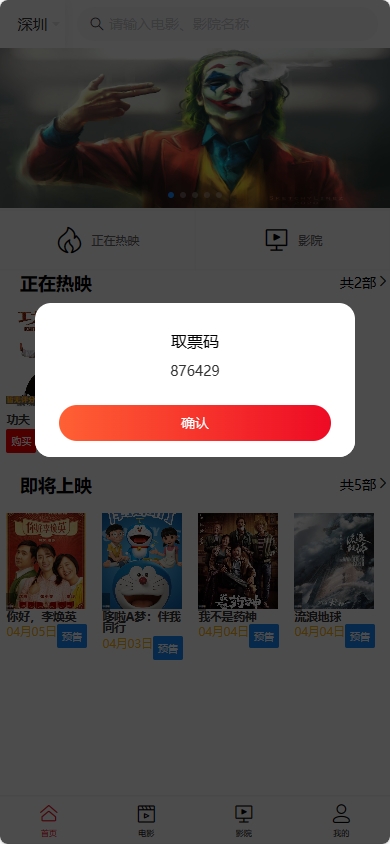 深圳
请输入电影、影院名称
正在热映
影院
正在热映
共2部
取票码
876429
确认
功夫
购买
即将上映
共5部
你好，李焕英
04月05日
预售
哆啦A梦：伴我
同行
04月03日
预售
我不是药神
04月04日
预售
流浪地球
04月04日
预售
首页
电影
影院
我的